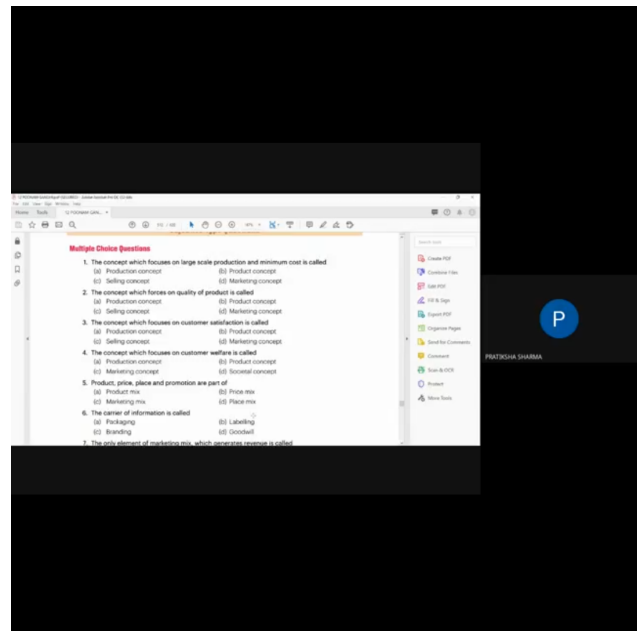 Home Tools
Multiple Choice Questions
1. The concept which focuses on large scale production and minimum cost is called
(a) Production concept (b) Product concept
(c) Selling concept (d) Marketing concept
2. The concept which forces on quality of product is called
(a) Production concept (b) Product concept
(c) Selling concept (d) Marketing concept
3. The concept which focuses on customer satisfaction is called
(a) Production concept (b) Product concept
(c) Selling concept (d) Marketing concept
4. The concept which focuses on customer welfare is called
(a) Production concept (b) Product concept
(c) Marketing concept (d) Societal concept
5. Product, price, place and promotion are part of
(a) Product mix (b) Price mix
(c) Marketing mix (d) Place mix
6. The carrier of information is called
(a) Packaging (b) Labelling
(c) Branding (d) Goodwill
7. The only element of marketing mix, which generates revenue is called
Create PDF
Combine Files
Edit PDF
Fill & Sign
Export PDF
Organize Pages
Send for Comments
Comment
Scan & OCR
Protect
More Tools
P
PRATIKSHA SHARMA